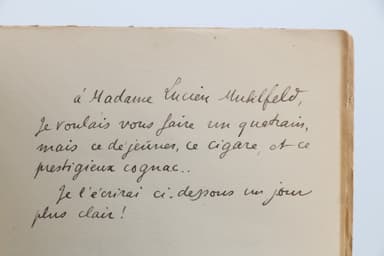 à Madame Lucien Muhlfeld,
Je voulais vous faire un quatrain,
mais ce déjeuner, ce cigare, et ce
prestigieux cognac..
Je l'écrirai ci-dessous un jour
plus clair!